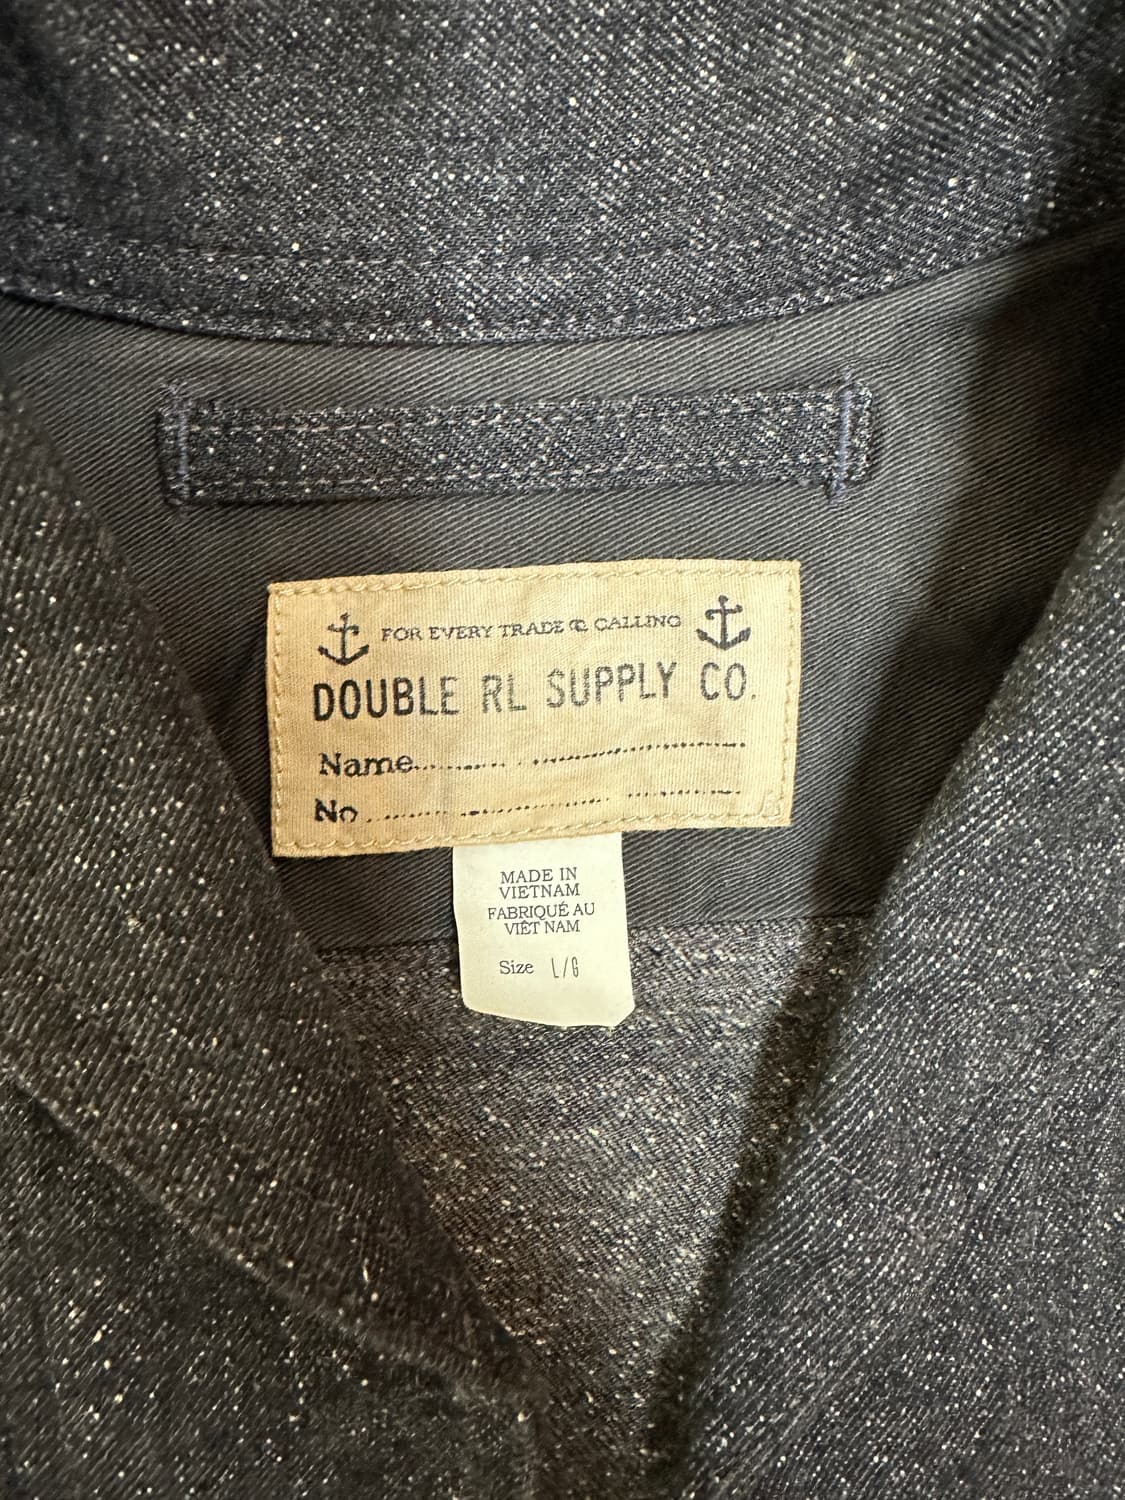 FOR EVERY TRADE & CALLING
DOUBLE RL SUPPLY CO.
Name
No
MADE IN
VIETNAM
FABRIQUÉ AU
VIÊT NAM
Size L/G